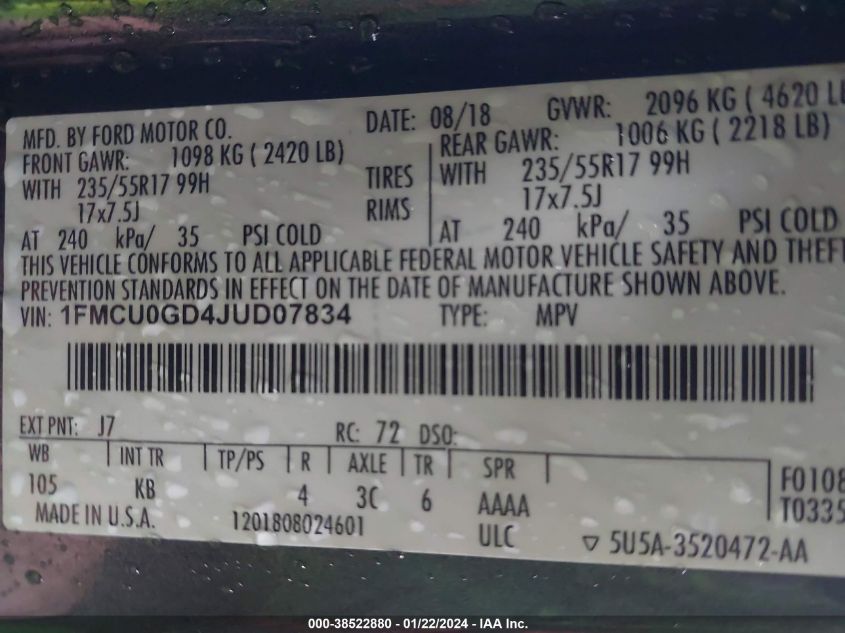 MFD. BY FORD MOTOR CO. DATE: 08/18 GVWR: 2096 KG ( 4620 L
FRONT GAWR: 1098 KG ( 2420 LB) REAR GAWR: 1006 KG ( 2218 LB)
WITH 235/55R17 99H TIRES WITH 235/55R17 99H
17x7.5J RIMS 17x7.5J
AT 240 kPa/ 35 PSI COLD AT 240 kPa/ 35 PSI COLD
THIS VEHICLE CONFORMS TO ALL APPLICABLE FEDERAL MOTOR VEHICLE SAFETY AND THEFT
PREVENTION STANDARDS IN EFFECT ON THE DATE OF MANUFACTURE SHOWN ABOVE.
VIN: 1FMCU0GD4JUD07834 TYPE: MPV
EXT PNT: J7 RC: 72 DSO:
WB INT TR TP/PS R AXLE TR SPR
105 KB 4 3C 6 AAAA F0108
MADE IN U.S.A. 1201808024601 ULC T0335
▽ 5U5A-3520472-AA
000-38522880 - 01/22/2024 - IAA Inc.